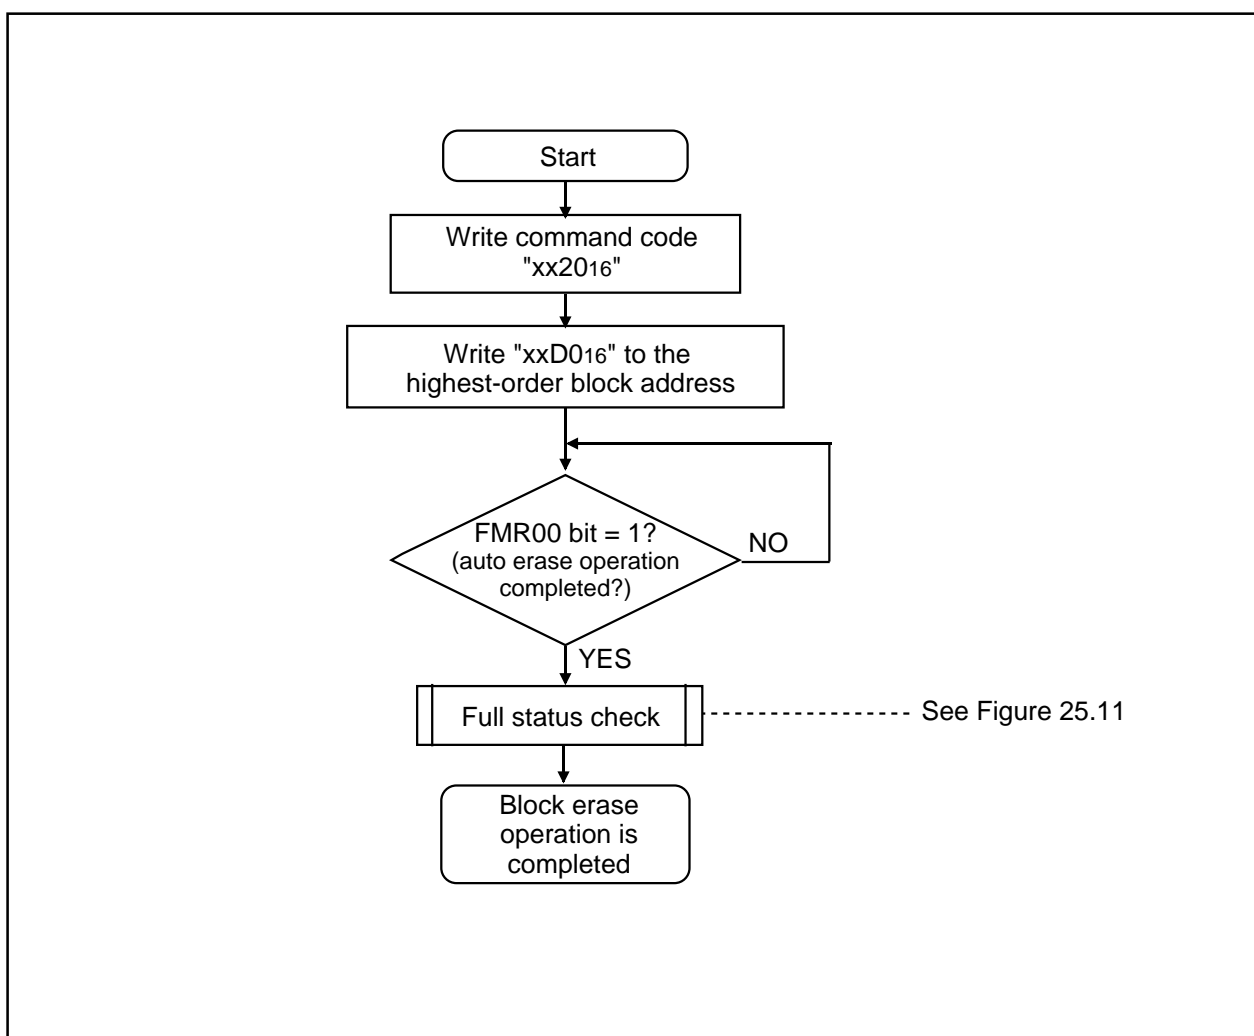 Start
Write command code
"xx2016"
Write "xxD016" to the
highest-order block address
FMR00 bit = 1?
(auto erase operation
completed?)
NO
YES
Full status check
See Figure 25.11
Block erase
operation is
completed